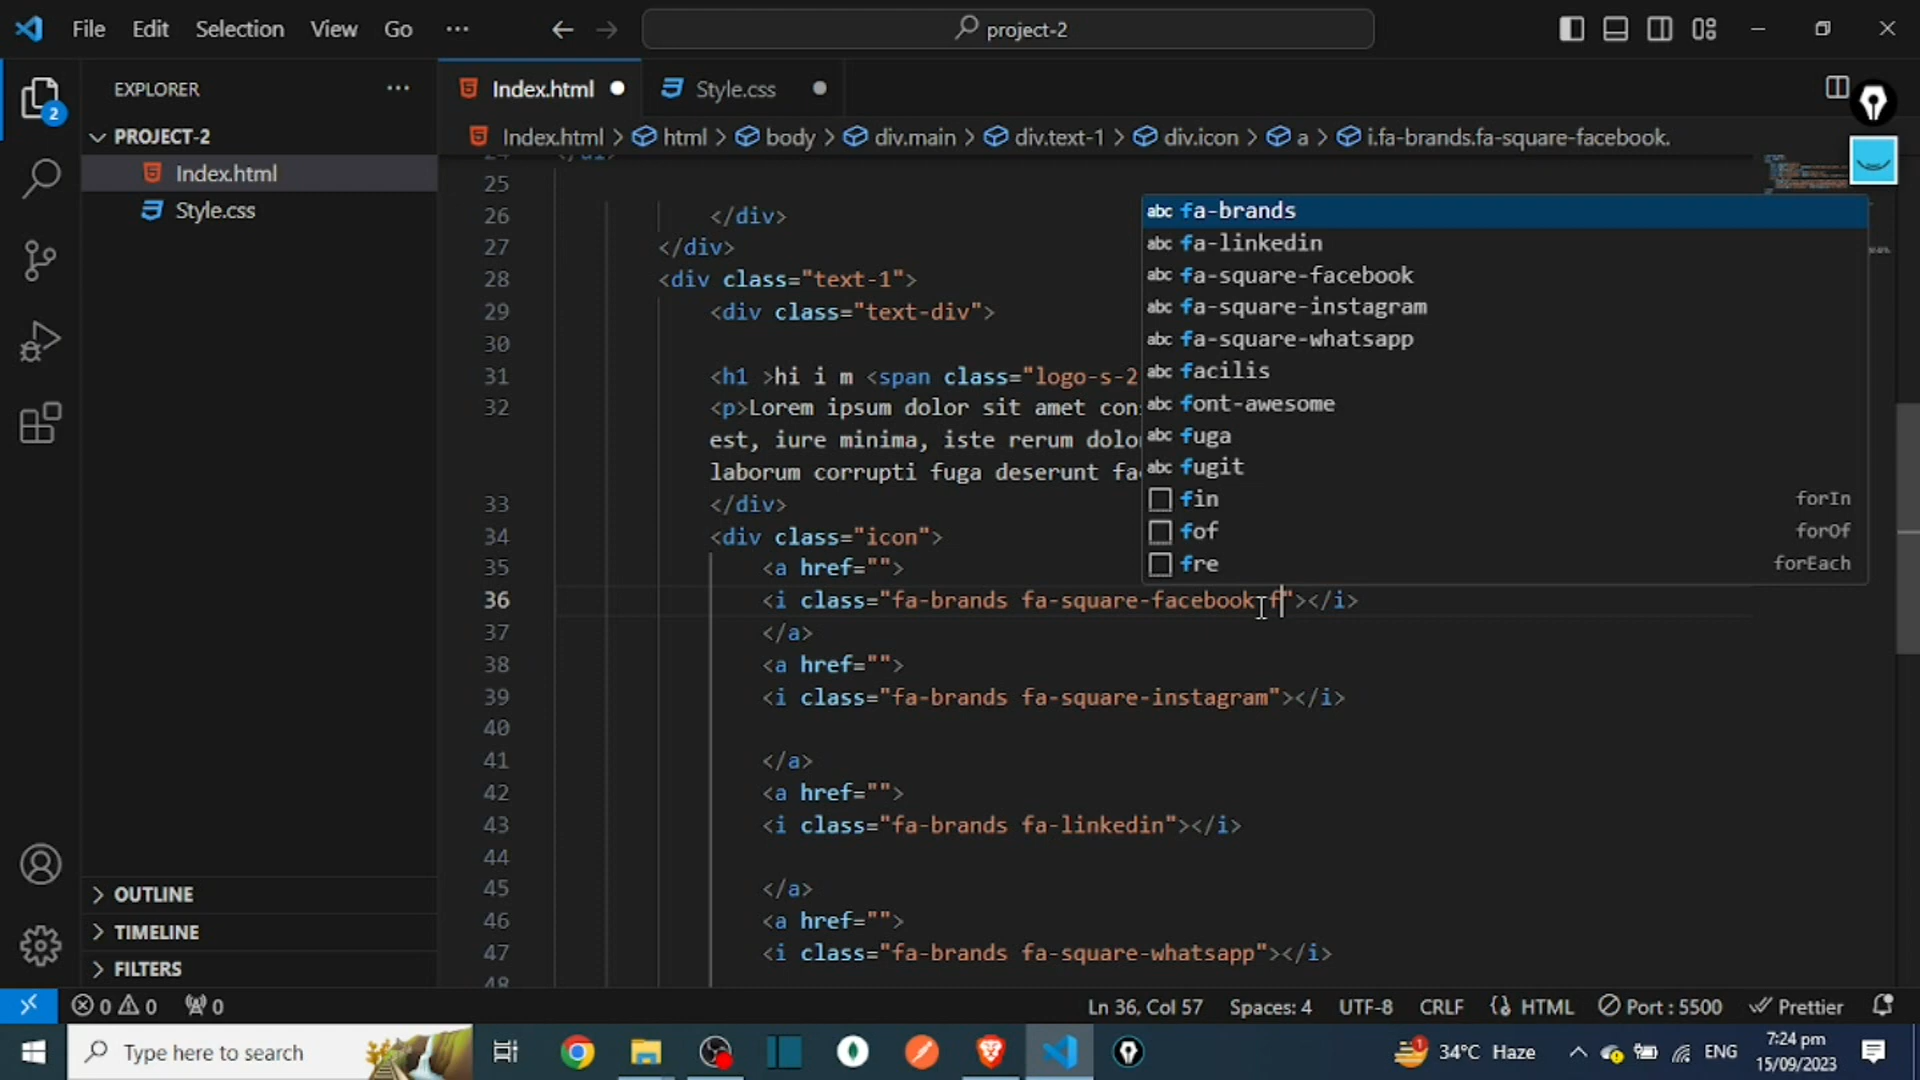 File Edit Selection View Go ···
project-2
EXPLORER ···
2
PROJECT-2
Index.html
Style.css
OUTLINE
TIMELINE
FILTERS
Index.html
Style.css
Index.html > html > body > div.main > div.text-1 > div.icon > a > i.fa-brands.fa-square-facebook.
24 </ul>
25
26 </div>
27 </div>
28 <div class="text-1">
29 <div class="text-div">
30
31 <h1 >hi i m <span class="logo-s-2
32 <p>Lorem ipsum dolor sit amet con
est, iure minima, iste rerum dolo
laborum corrupti fuga deserunt fa
33 </div>
34 <div class="icon">
35 <a href="">
36 <i class="fa-brands fa-square-facebook f"></i>
37 </a>
38 <a href="">
39 <i class="fa-brands fa-square-instagram"></i>
40
41 </a>
42 <a href="">
43 <i class="fa-brands fa-linkedin"></i>
44
45 </a>
46 <a href="">
47 <i class="fa-brands fa-square-whatsapp"></i>
48
abc fa-brands
abc fa-linkedin
abc fa-square-facebook
abc fa-square-instagram
abc fa-square-whatsapp
abc facilis
abc font-awesome
abc fuga
abc fugit
fin forIn
fof forOf
fre forEach
0 0 0 Ln 36, Col 57 Spaces: 4 UTF-8 CRLF HTML Port : 5500 Prettier
Type here to search
1 34°C Haze ENG
7:24 pm
15/09/2023